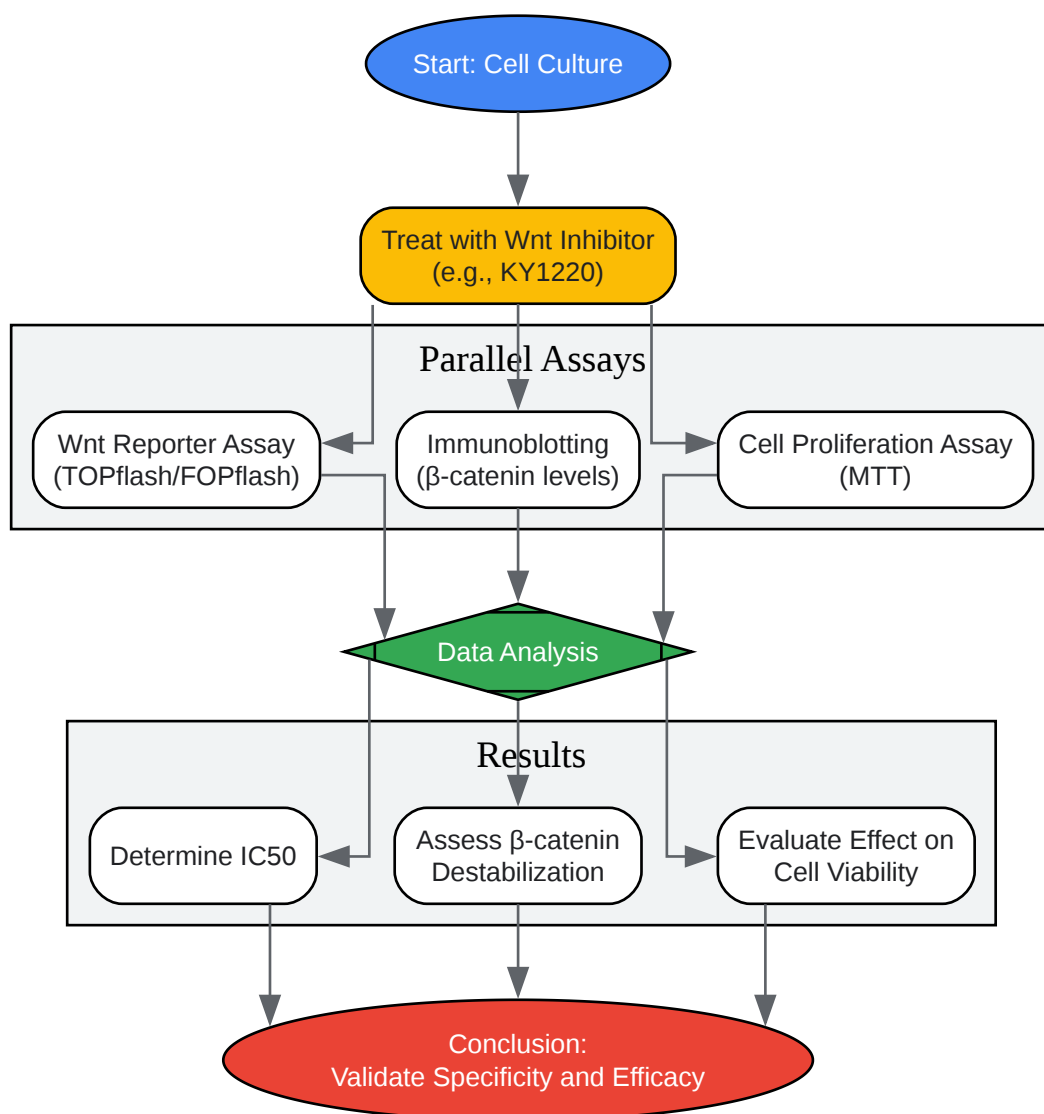 Start: Cell Culture
Treat with Wnt Inhibitor
(e.g., KY1220)
Parallel Assays
Wnt Reporter Assay
(TOPflash/FOPflash)
Immunoblotting
(β-catenin levels)
Cell Proliferation Assay
(MTT)
Data Analysis
Results
Determine IC50
Assess β-catenin
Destabilization
Evaluate Effect on
Cell Viability
Conclusion:
Validate Specificity and Efficacy